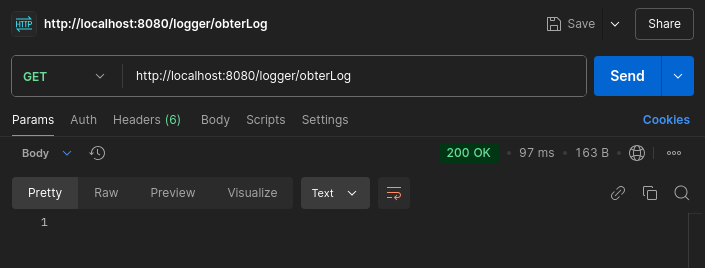 HTTP http://localhost:8080/logger/obterLog Save Share
GET http://localhost:8080/logger/obterLog Send
Params Auth Headers (6) Body Scripts Settings Cookies
Body 200 OK • 97 ms • 163 B
Pretty Raw Preview Visualize Text
1